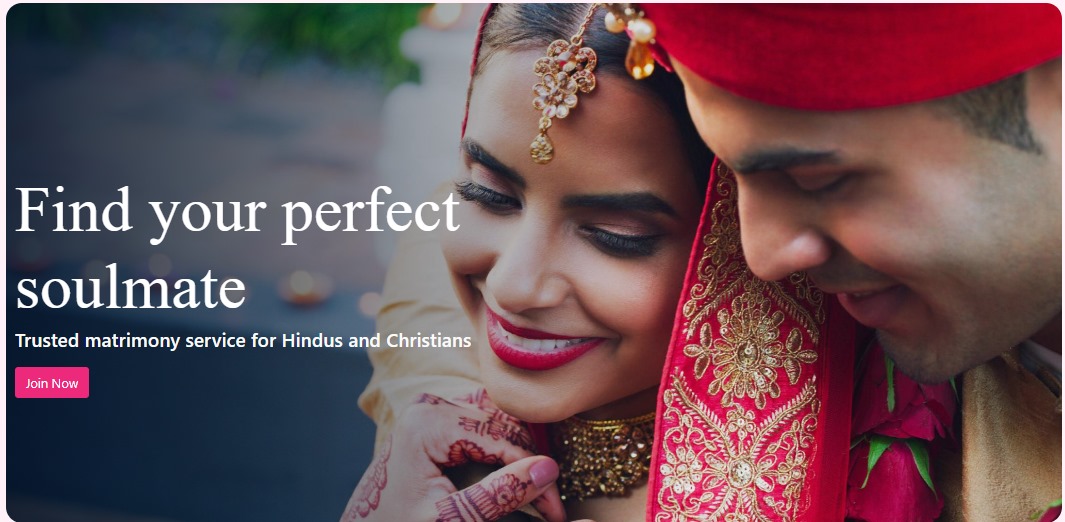 Find your perfect
soulmate
Trusted matrimony service for Hindus and Christians
Join Now